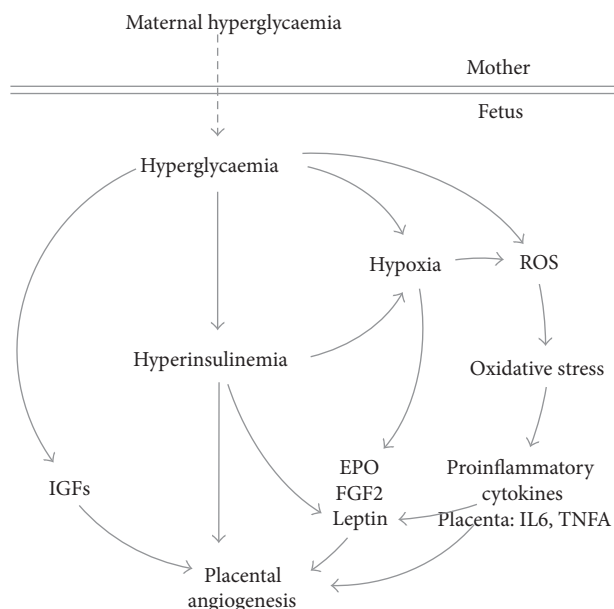 Maternal hyperglycaemia
Mother
Fetus
Hyperglycaemia
Hypoxia
ROS
Hyperinsulinemia
Oxidative stress
IGFs
EPO
FGF2
Leptin
Proinflammatory
cytokines
Placenta: IL6, TNFA
Placental
angiogenesis